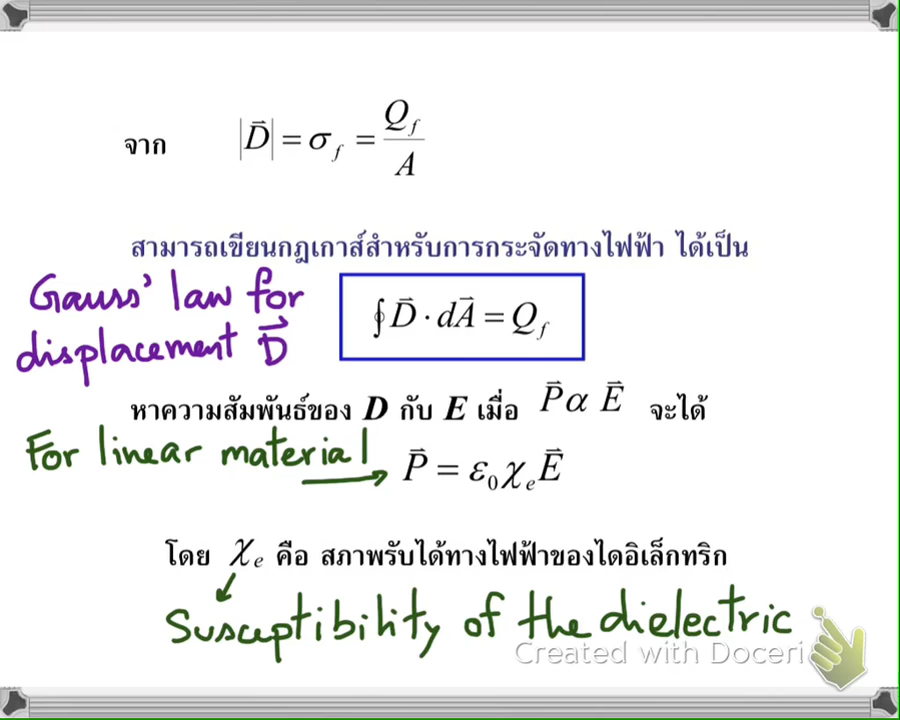 จาก |D⃗| = σ_f = Q_f / A
สามารถเขียนกฎเกาส์สำหรับการกระจัดทางไฟฟ้า ได้เป็น
Gauss' law for
displacement D⃗
∮ D⃗ · dA⃗ = Q_f
หาความสัมพันธ์ของ D กับ E เมื่อ P⃗ α E⃗ จะได้
For linear material
P⃗ = ε₀χₑE⃗
โดย χₑ คือ สภาพรับได้ทางไฟฟ้าของไดอิเล็กทริก
Susceptibility of the dielectric
Created with Doceri